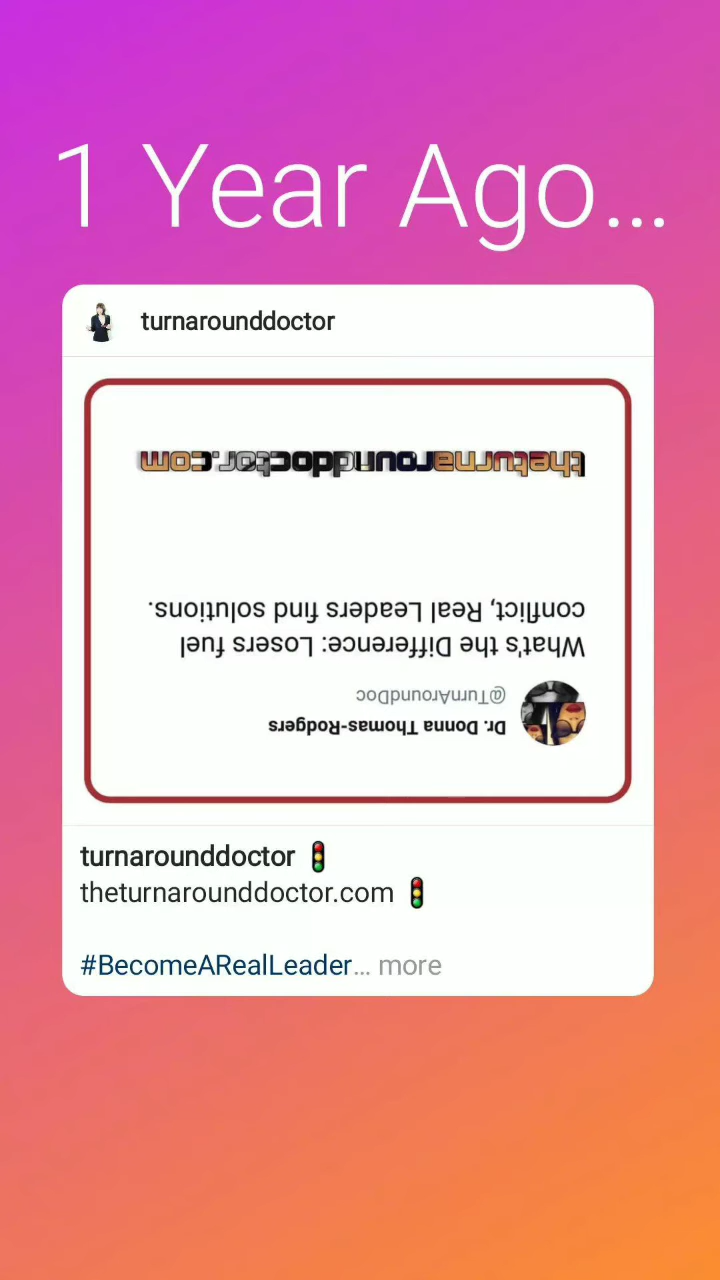 1 Year Ago...
turnarounddoctor
Dr. Donna Thomas-Rodgers
@TurnAroundDoc
What's the Difference: Losers fuel
conflict, Real Leaders find solutions.
theturnarounddoctor.com
turnarounddoctor 🚦
theturnarounddoctor.com 🚦
#BecomeARealLeader... more